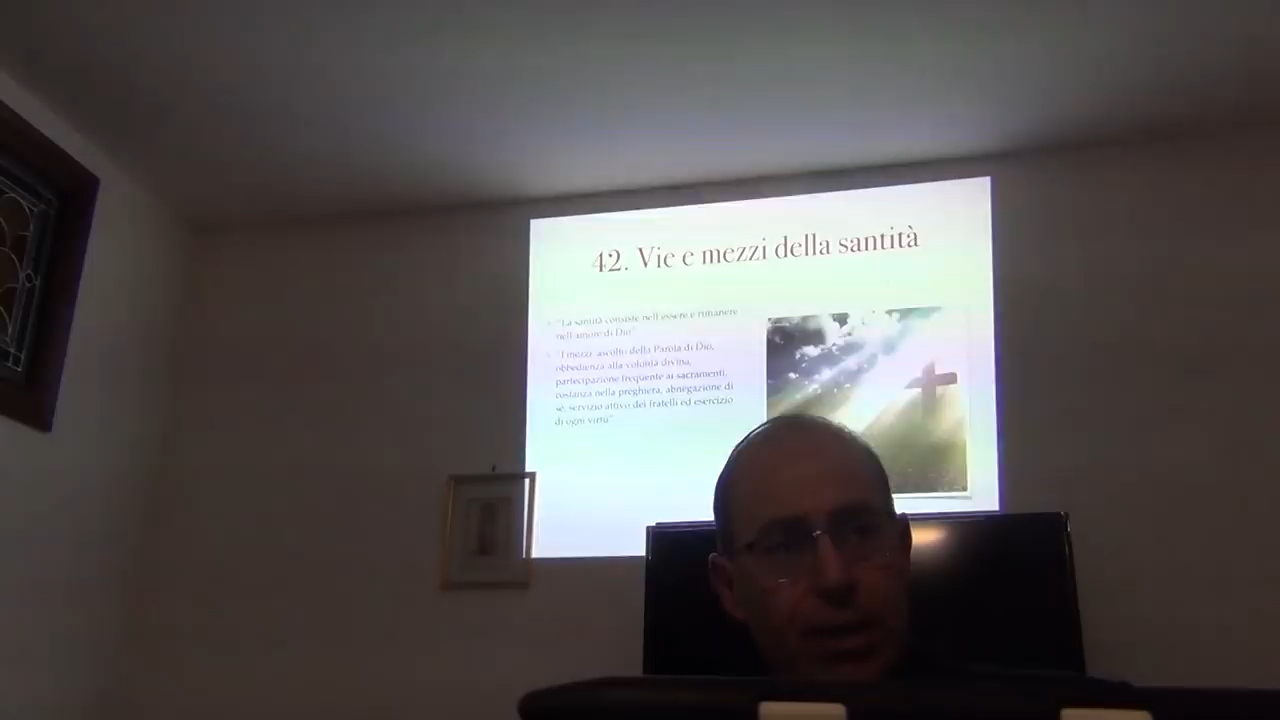 42. Vie e mezzi della santità
"La santità consiste nell'essere e rimanere
nell'amore di Dio"
"I mezzi: ascolto della Parola di Dio,
obbedienza alla volontà divina,
partecipazione frequente ai sacramenti,
costanza nella preghiera, abnegazione di
sé, servizio attivo dei fratelli ed esercizio
di ogni virtù"